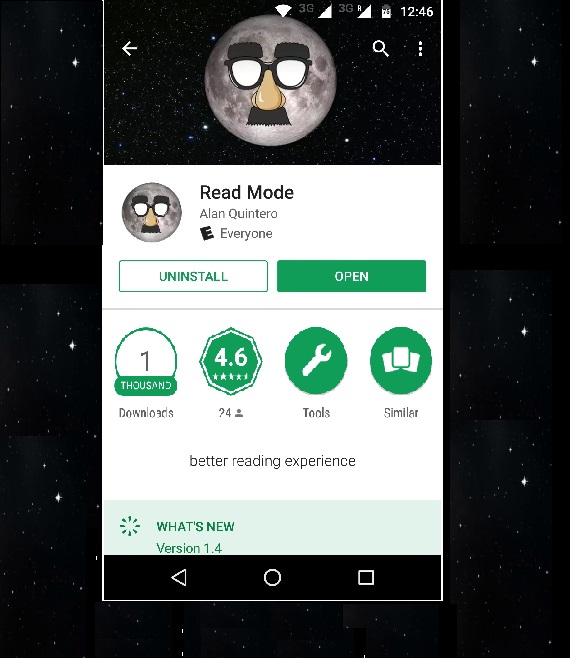 3G 3G R 12:46
Read Mode
Alan Quintero
E Everyone
UNINSTALL OPEN
1 THOUSAND
4.6
Downloads 24 Tools Similar
better reading experience
WHAT'S NEW
Version 1.4